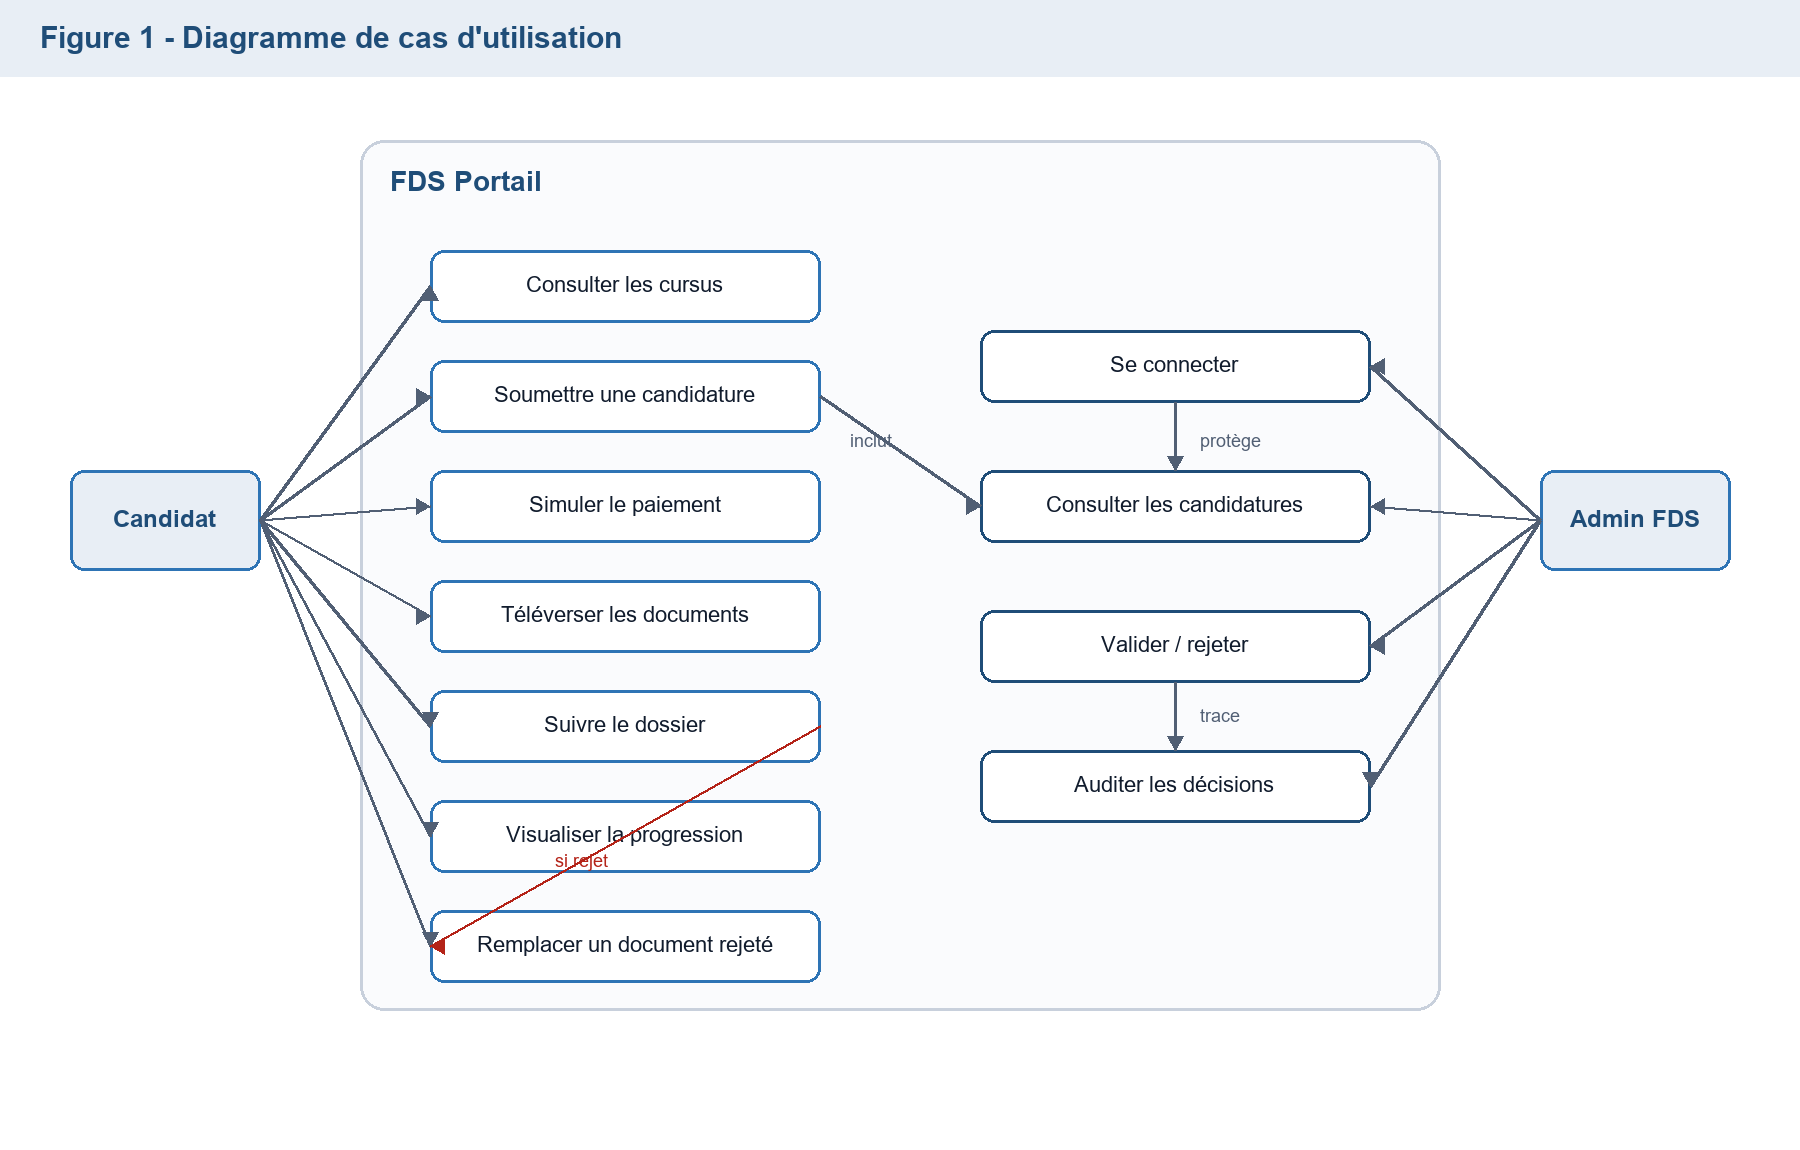 Figure 1 - Diagramme de cas d'utilisation
FDS Portail
Consulter les cursus
Soumettre une candidature
Simuler le paiement
Téléverser les documents
Suivre le dossier
Visualiser la progression
si rejet
Remplacer un document rejeté
Candidat
inclut
Se connecter
protège
Consulter les candidatures
Valider / rejeter
trace
Auditer les décisions
Admin FDS